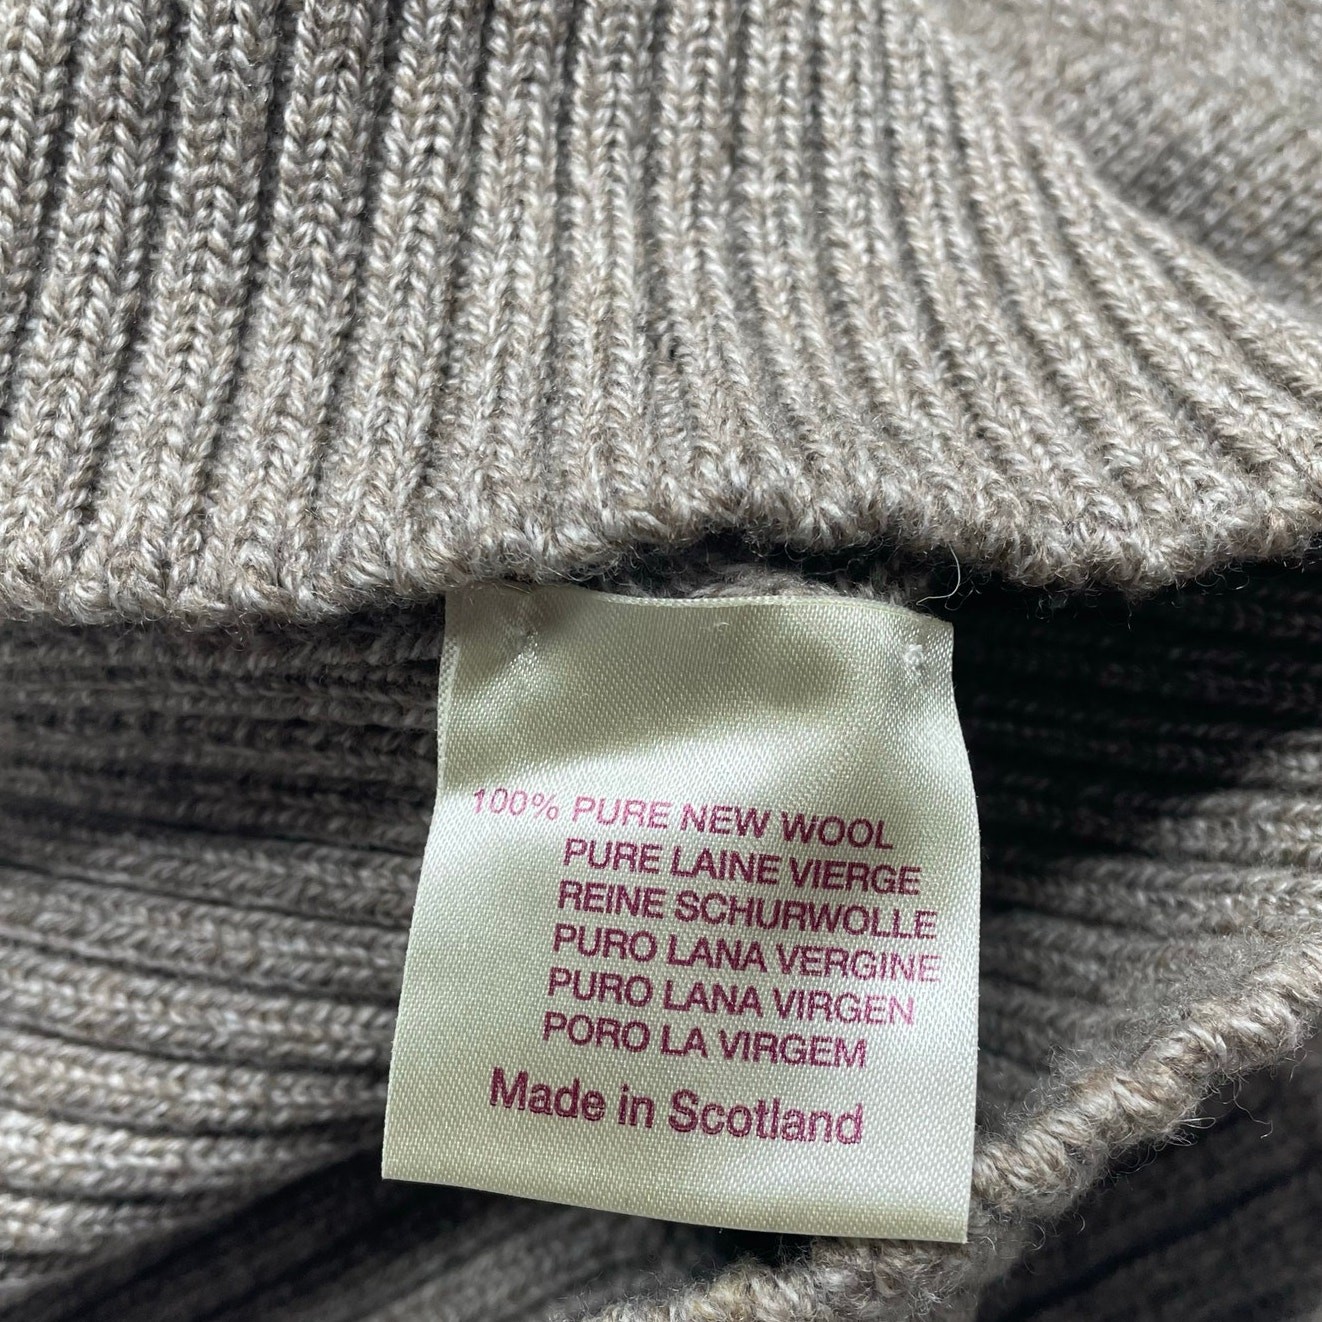 100% PURE NEW WOOL
PURE LAINE VIERGE
REINE SCHURWOLLE
PURO LANA VERGINE
PURO LANA VIRGEN
PORO LA VIRGEM
Made in Scotland